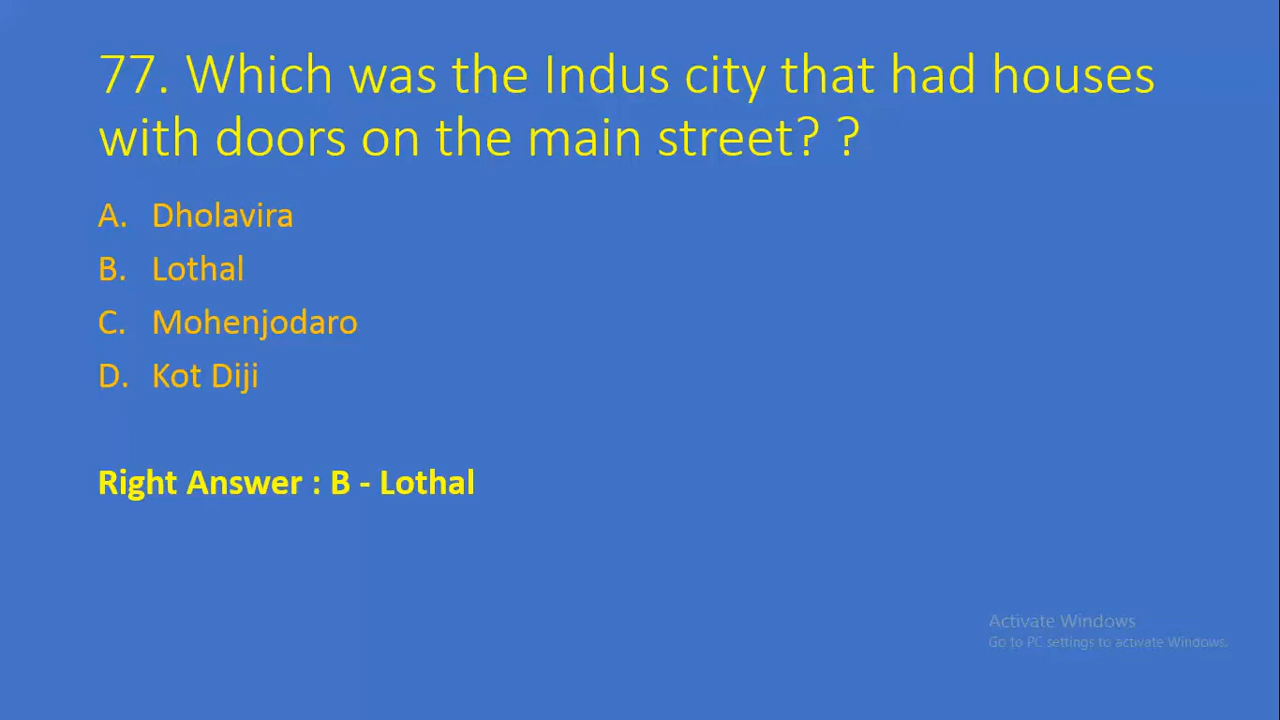 77. Which was the Indus city that had houses
with doors on the main street? ?
A. Dholavira
B. Lothal
C. Mohenjodaro
D. Kot Diji
Right Answer : B - Lothal
Activate Windows
Go to PC settings to activate Windows.